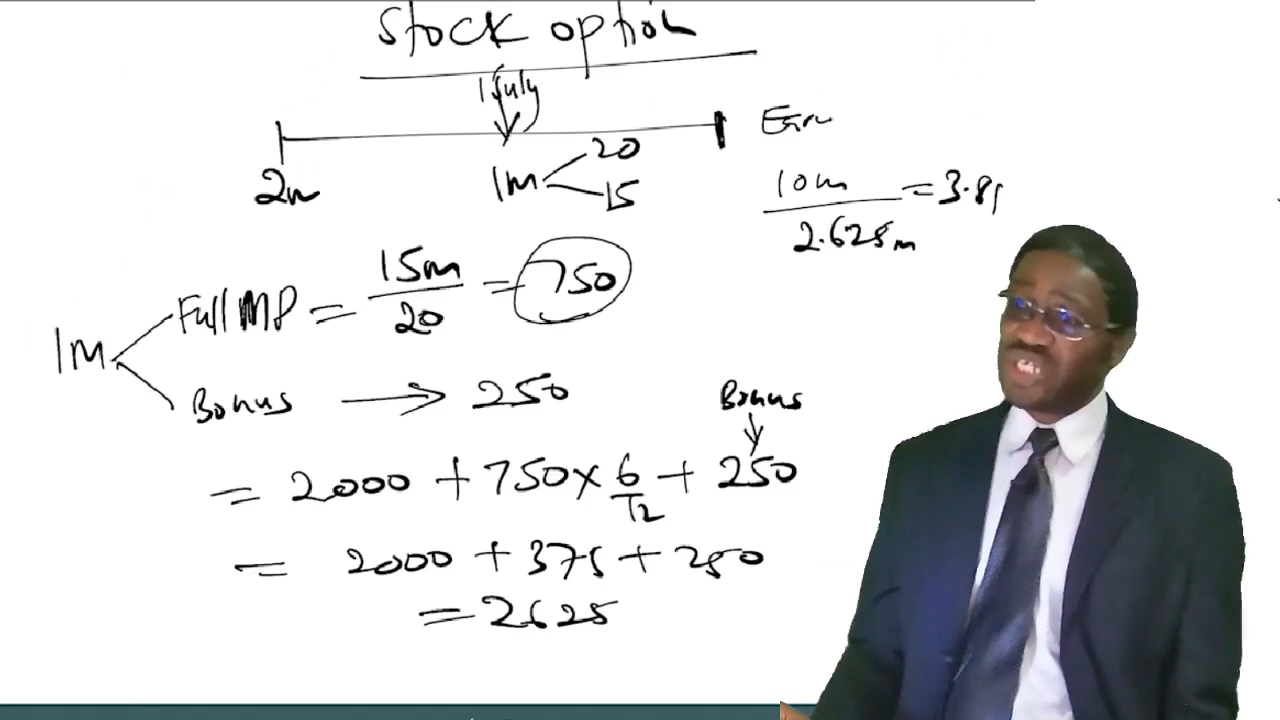 Stock option
1 July
2m
1m 20
15
Earn
10m
2.625m = 3.81
1m
Full MP = 15m / 20 = 750
Bonus → 250
Bonus
= 2000 + 750 × 6/12 + 250
= 2000 + 375 + 250
= 2625